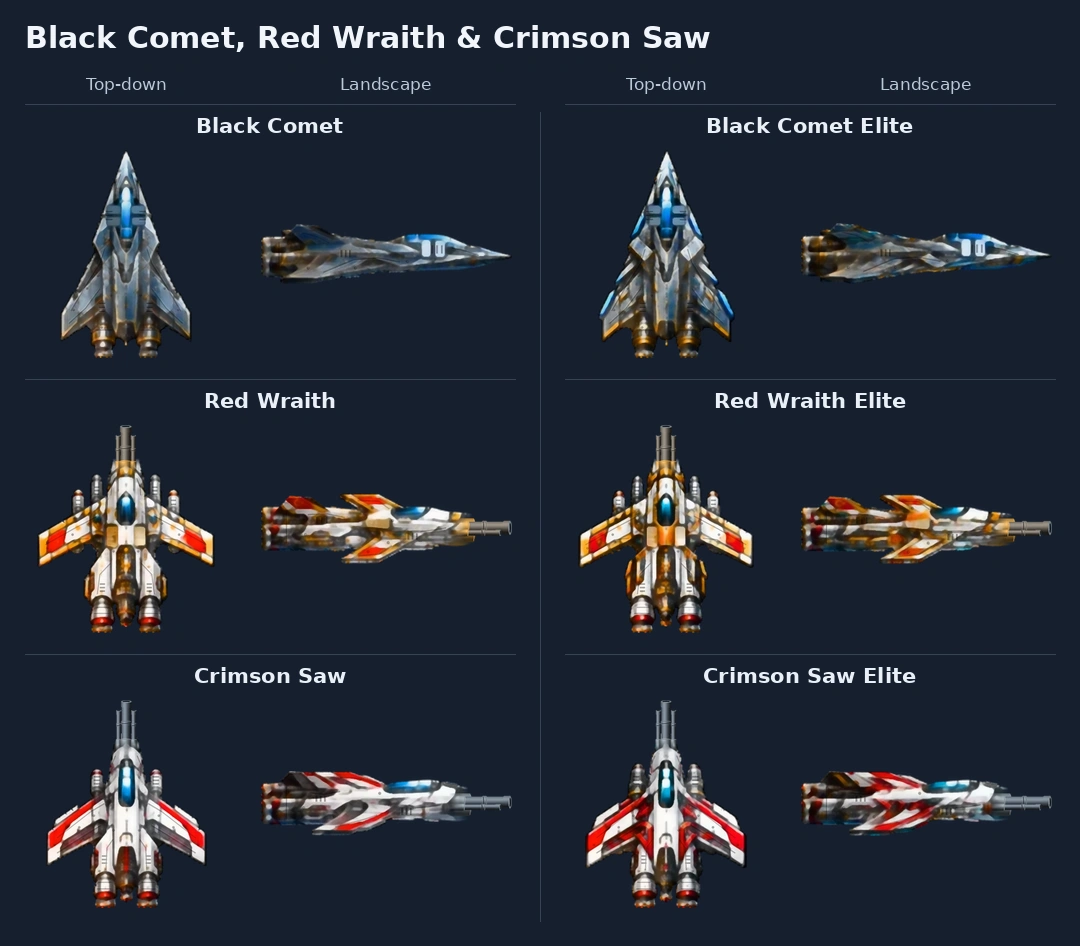 Black Comet, Red Wraith & Crimson Saw
Top-down Landscape Top-down Landscape
Black Comet Black Comet Elite
Red Wraith Red Wraith Elite
Crimson Saw Crimson Saw Elite